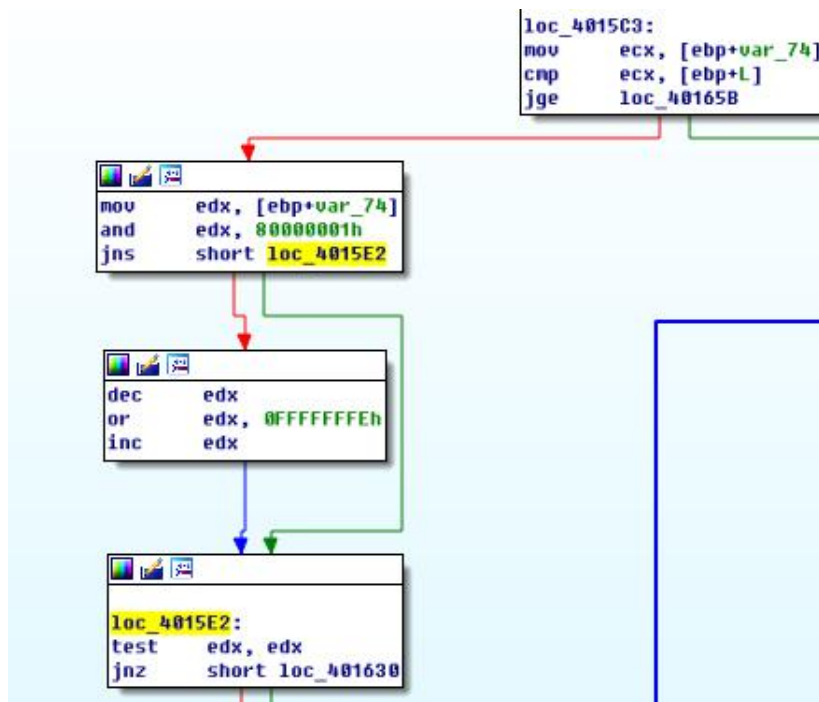 loc_4015C3:
mov ecx, [ebp+var_74]
cmp ecx, [ebp+L]
jge loc_40165B
mov edx, [ebp+var_74]
and edx, 80000001h
jns short loc_4015E2
dec edx
or edx, 0FFFFFFFEh
inc edx
loc_4015E2:
test edx, edx
jnz short loc_401630